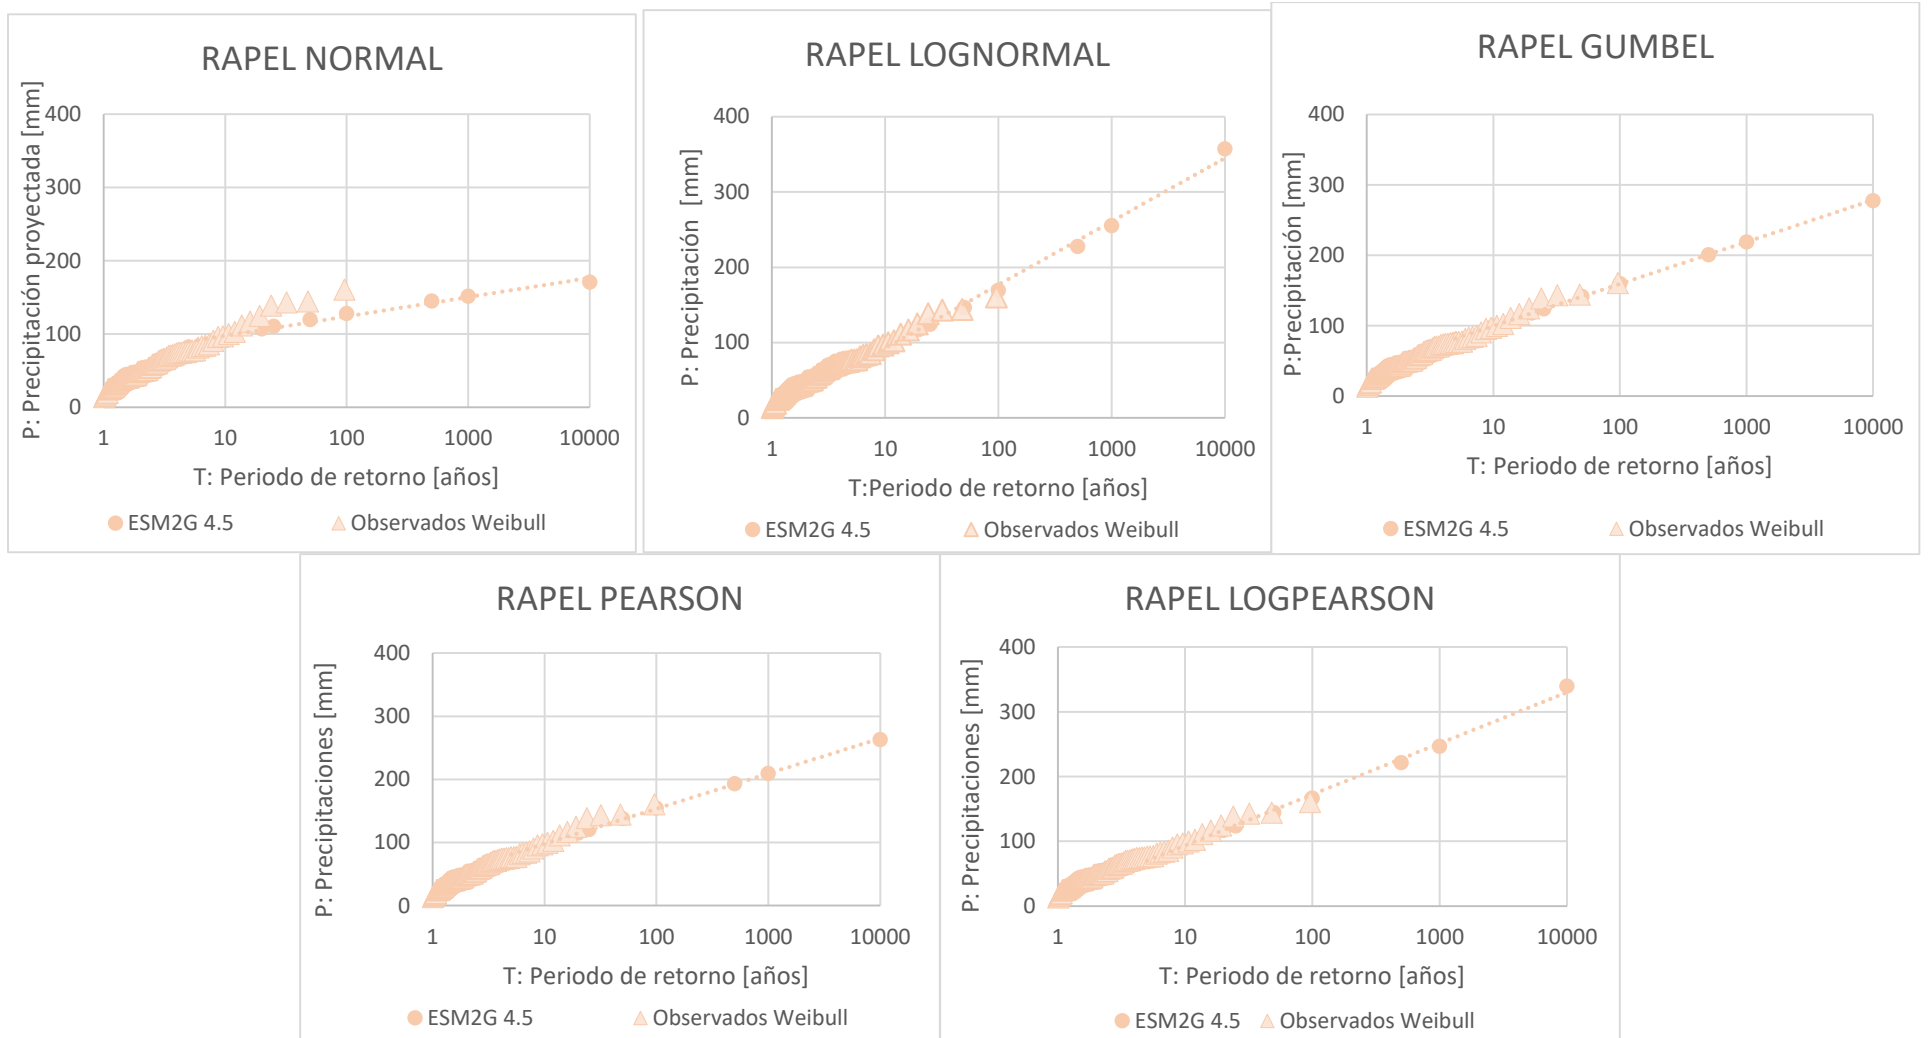 RAPEL NORMAL
P: Precipitación proyectada [mm]
400
300
200
100
0
1 10 100 1000 10000
T: Periodo de retorno [años]
ESM2G 4.5 Observados Weibull
RAPEL LOGNORMAL
P: Precipitación [mm]
400
300
200
100
0
1 10 100 1000 10000
T:Periodo de retorno [años]
ESM2G 4.5 Observados Weibull
RAPEL GUMBEL
P:Precipitación [mm]
400
300
200
100
0
1 10 100 1000 10000
T: Periodo de retorno [años]
ESM2G 4.5 Observados Weibull
RAPEL PEARSON
P: Precipitaciones [mm]
400
300
200
100
0
1 10 100 1000 10000
T: Periodo de retorno [años]
ESM2G 4.5 Observados Weibull
RAPEL LOGPEARSON
P: Precipitaciones [mm]
400
300
200
100
0
1 10 100 1000 10000
T: Periodo de retorno [años]
ESM2G 4.5 Observados Weibull